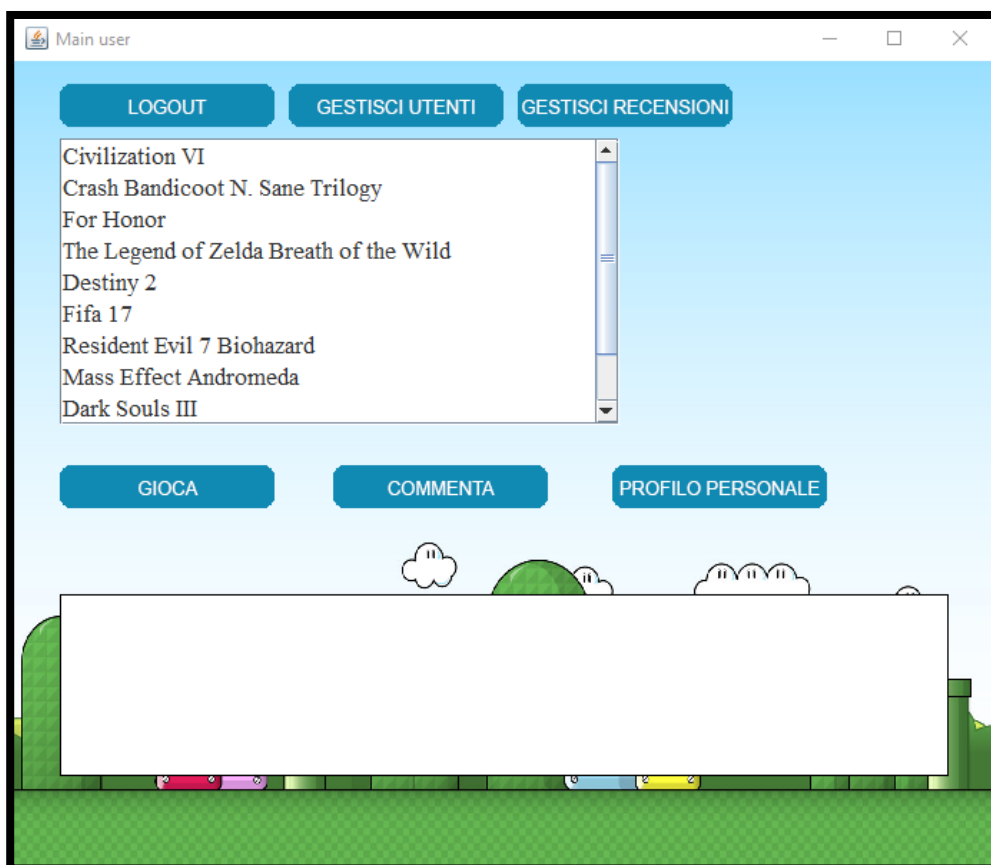 Main user
LOGOUT GESTISCI UTENTI GESTISCI RECENSIONI
Civilization VI
Crash Bandicoot N. Sane Trilogy
For Honor
The Legend of Zelda Breath of the Wild
Destiny 2
Fifa 17
Resident Evil 7 Biohazard
Mass Effect Andromeda
Dark Souls III
GIOCA COMMENTA PROFILO PERSONALE